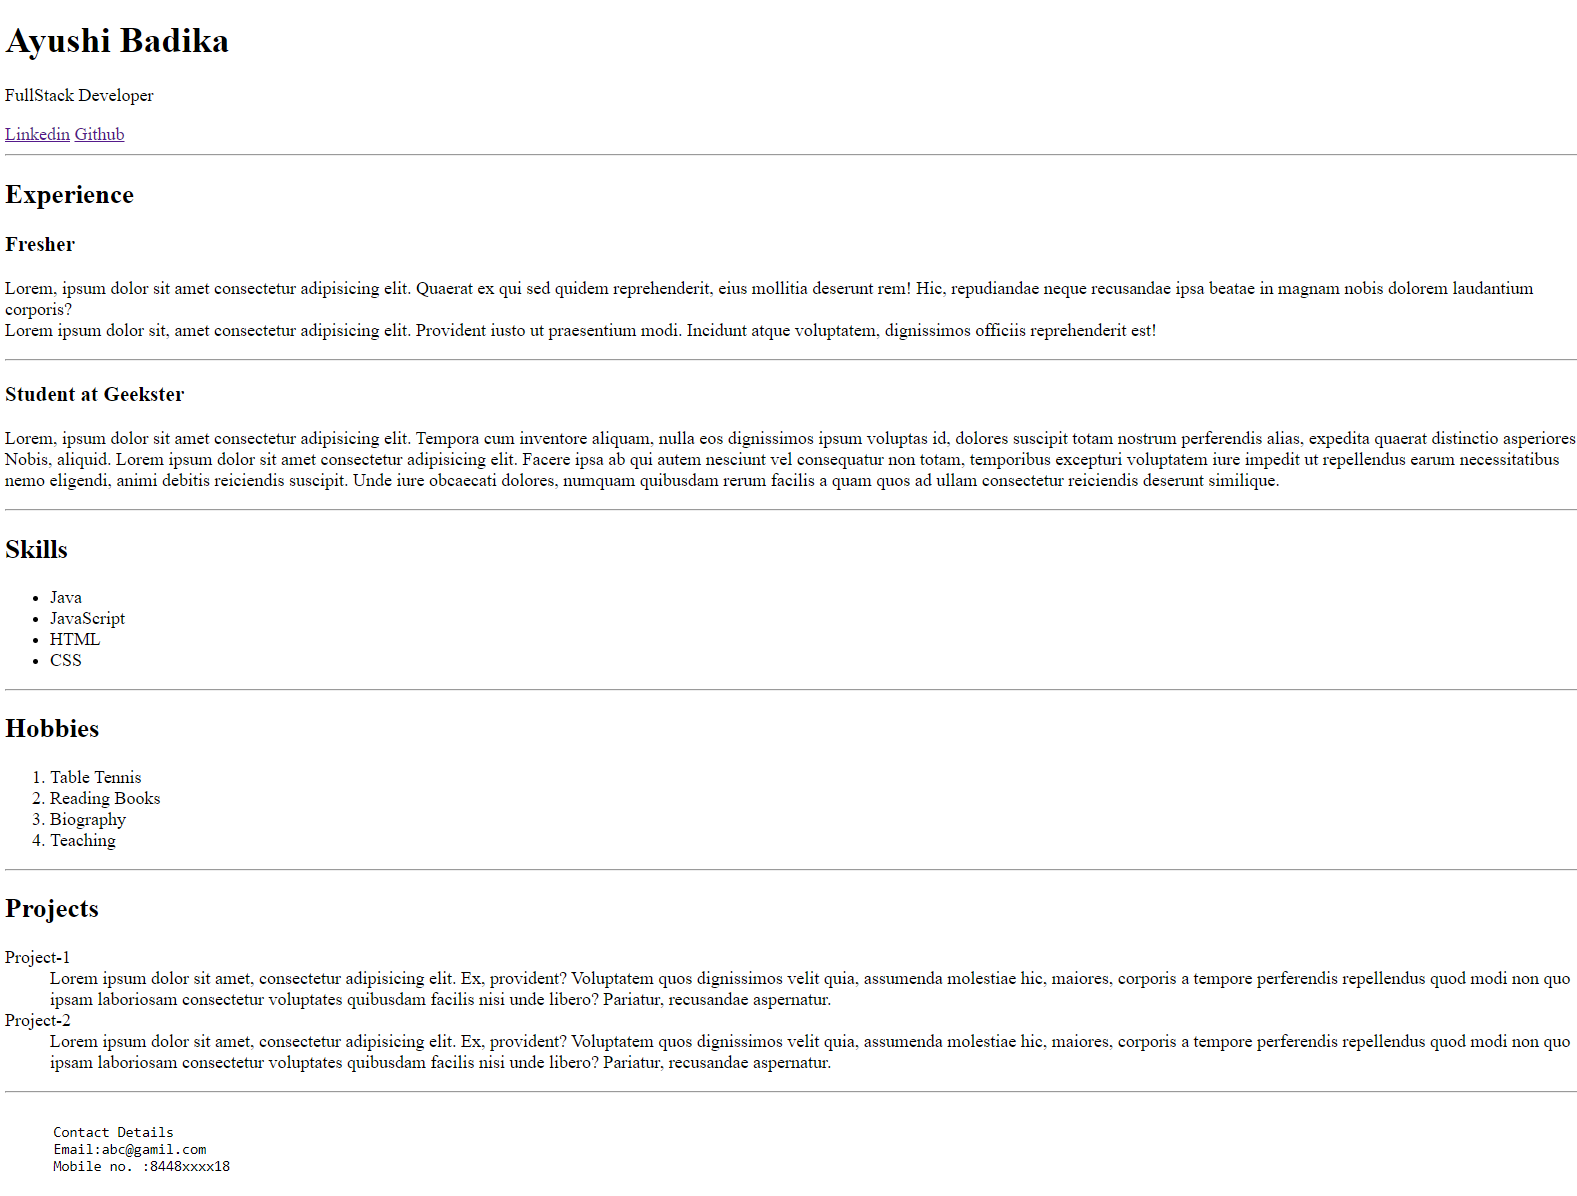 Ayushi Badika
FullStack Developer
Linkedin Github
Experience
Fresher
Lorem, ipsum dolor sit amet consectetur adipisicing elit. Quaerat ex qui sed quidem reprehenderit, eius mollitia deserunt rem! Hic, repudiandae neque recusandae ipsa beatae in magnam nobis dolorem laudantium
corporis?
Lorem ipsum dolor sit, amet consectetur adipisicing elit. Provident iusto ut praesentium modi. Incidunt atque voluptatem, dignissimos officiis reprehenderit est!
Student at Geekster
Lorem, ipsum dolor sit amet consectetur adipisicing elit. Tempora cum inventore aliquam, nulla eos dignissimos ipsum voluptas id, dolores suscipit totam nostrum perferendis alias, expedita quaerat distinctio asperiores
Nobis, aliquid. Lorem ipsum dolor sit amet consectetur adipisicing elit. Facere ipsa ab qui autem nesciunt vel consequatur non totam, temporibus excepturi voluptatem iure impedit ut repellendus earum necessitatibus
nemo eligendi, animi debitis reiciendis suscipit. Unde iure obcaecati dolores, numquam quibusdam rerum facilis a quam quos ad ullam consectetur reiciendis deserunt similique.
Skills
• Java
• JavaScript
• HTML
• CSS
Hobbies
1. Table Tennis
2. Reading Books
3. Biography
4. Teaching
Projects
Project-1
Lorem ipsum dolor sit amet, consectetur adipisicing elit. Ex, provident? Voluptatem quos dignissimos velit quia, assumenda molestiae hic, maiores, corporis a tempore perferendis repellendus quod modi non quo
ipsam laboriosam consectetur voluptates quibusdam facilis nisi unde libero? Pariatur, recusandae aspernatur.
Project-2
Lorem ipsum dolor sit amet, consectetur adipisicing elit. Ex, provident? Voluptatem quos dignissimos velit quia, assumenda molestiae hic, maiores, corporis a tempore perferendis repellendus quod modi non quo
ipsam laboriosam consectetur voluptates quibusdam facilis nisi unde libero? Pariatur, recusandae aspernatur.
Contact Details
Email:abc@gamil.com
Mobile no. :8448xxxx18